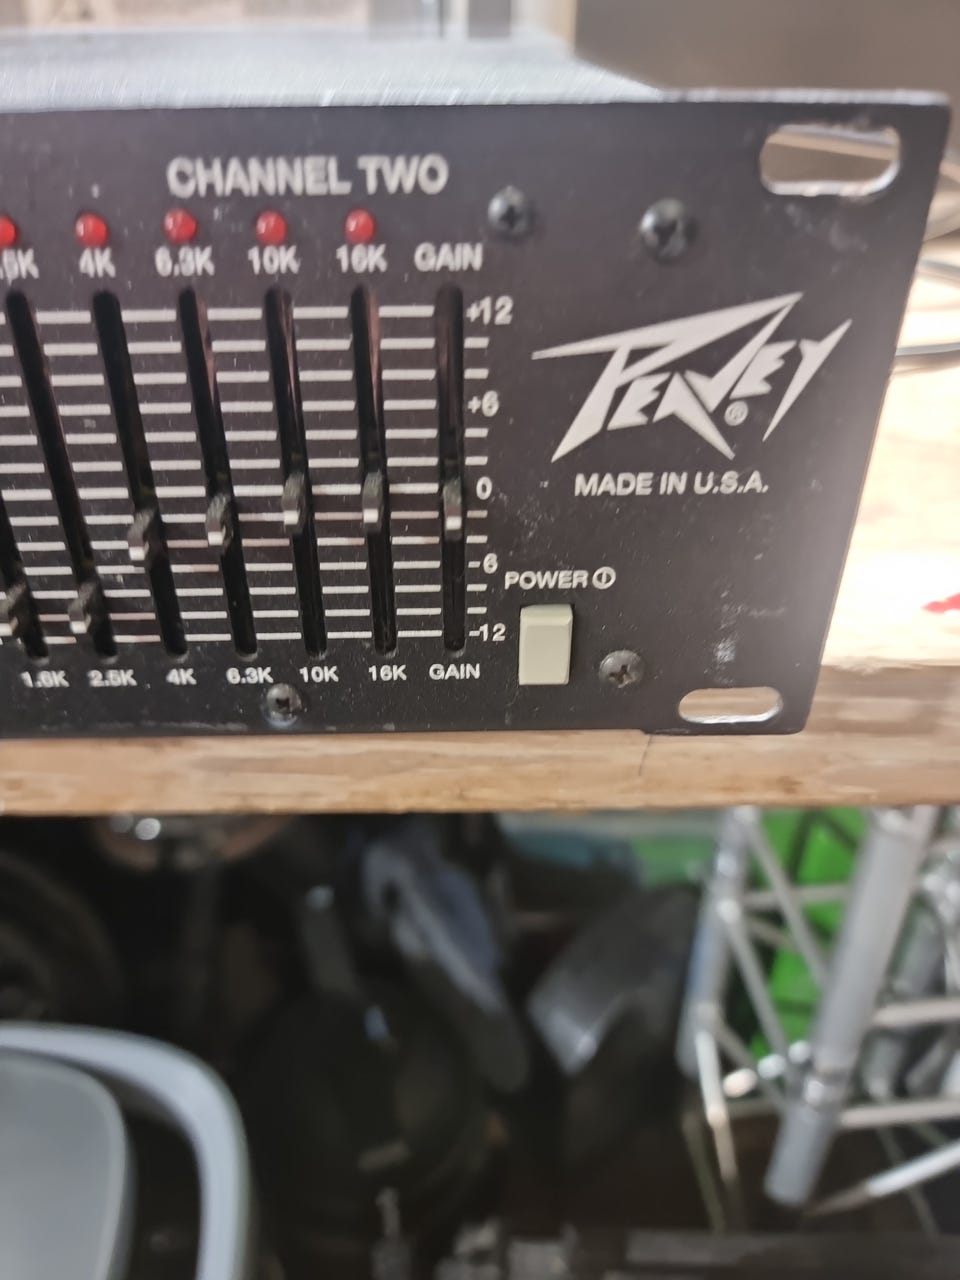 CHANNEL TWO
4K 6.3K 10K 16K GAIN
+12
+6
0
-6
-12
PEAVEY®
MADE IN U.S.A.
POWER
1.6K 2.5K 4K 6.3K 10K 16K GAIN